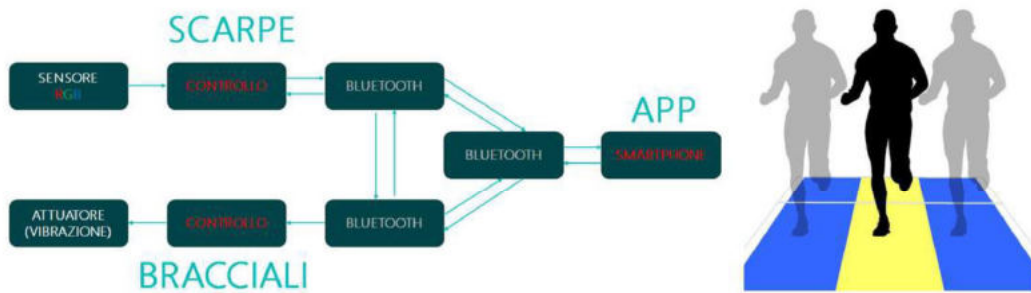 SCARPE
SENSORE
RGB
CONTROLLO
BLUETOOTH
APP
BLUETOOTH
SMARTPHONE
ATTUATORE
(VIBRAZIONE)
CONTROLLO
BLUETOOTH
BRACCIALI